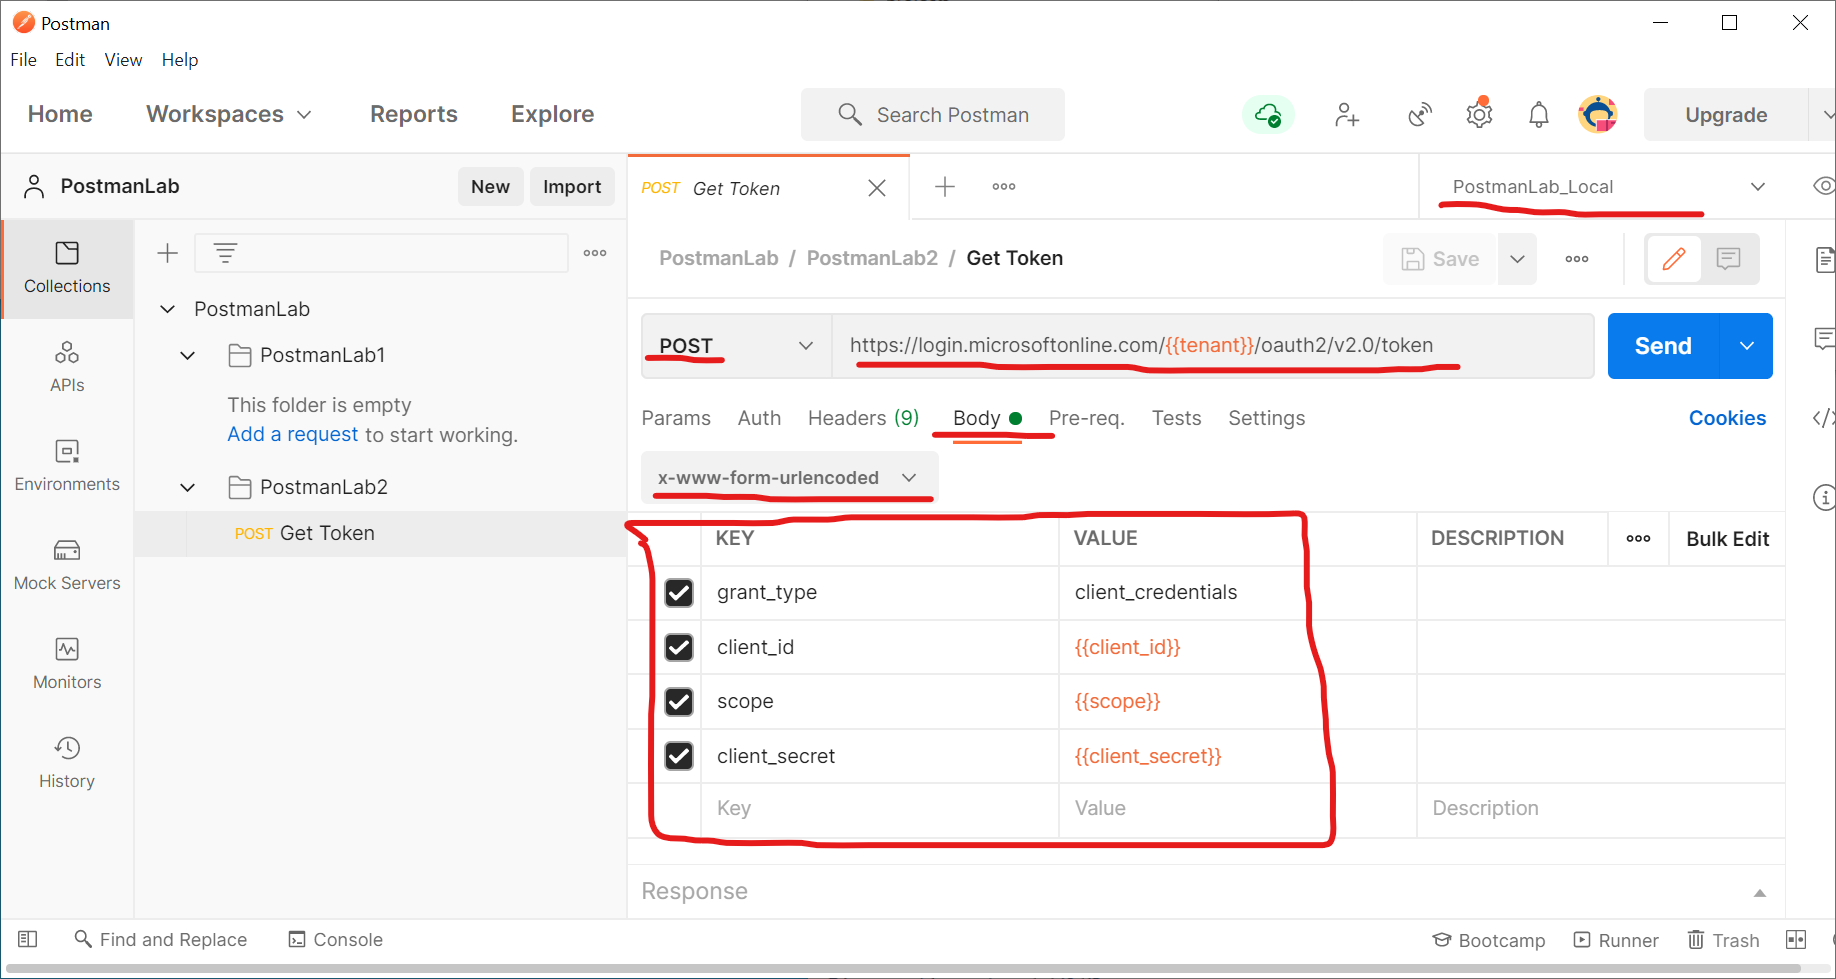 Postman
File Edit View Help
Home Workspaces Reports Explore Search Postman Upgrade
PostmanLab New Import
POST Get Token
PostmanLab_Local
Collections
APIs
Environments
Mock Servers
Monitors
History
PostmanLab
PostmanLab1
This folder is empty
Add a request to start working.
PostmanLab2
POST Get Token
PostmanLab / PostmanLab2 / Get Token
Save
POST https://login.microsoftonline.com/{{tenant}}/oauth2/v2.0/token Send
Params Auth Headers (9) Body Pre-req. Tests Settings Cookies
x-www-form-urlencoded
KEY VALUE DESCRIPTION Bulk Edit
grant_type client_credentials
client_id {{client_id}}
scope {{scope}}
client_secret {{client_secret}}
Key Value Description
Response
Find and Replace Console Bootcamp Runner Trash